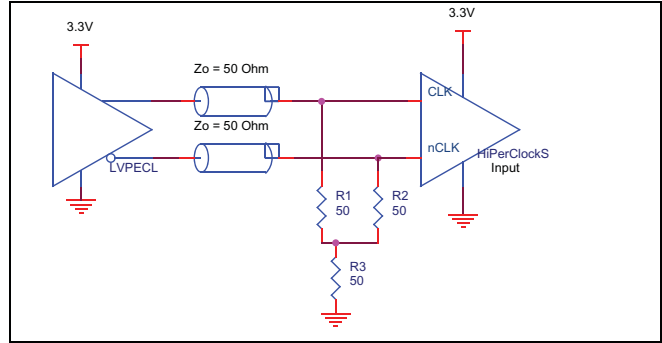 3.3V
3.3V
Zo = 50 Ohm
CLK
Zo = 50 Ohm
nCLK
HiPerClockS
Input
LVPECL
R1
50
R2
50
R3
50